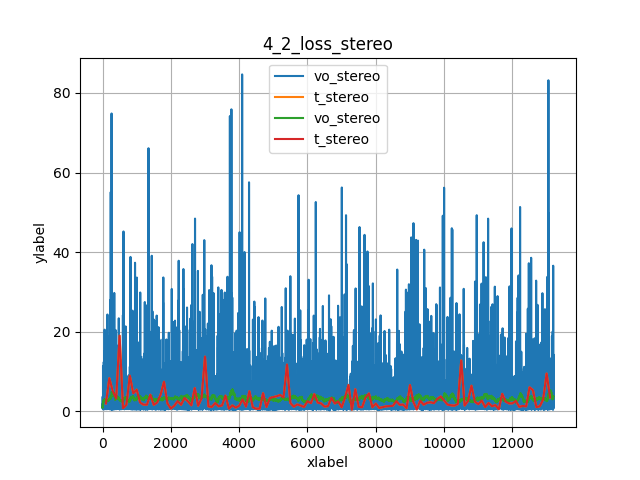 4_2_loss_stereo
vo_stereo
t_stereo
vo_stereo
t_stereo
80
60
40
20
0
ylabel
0 2000 4000 6000 8000 10000 12000
xlabel